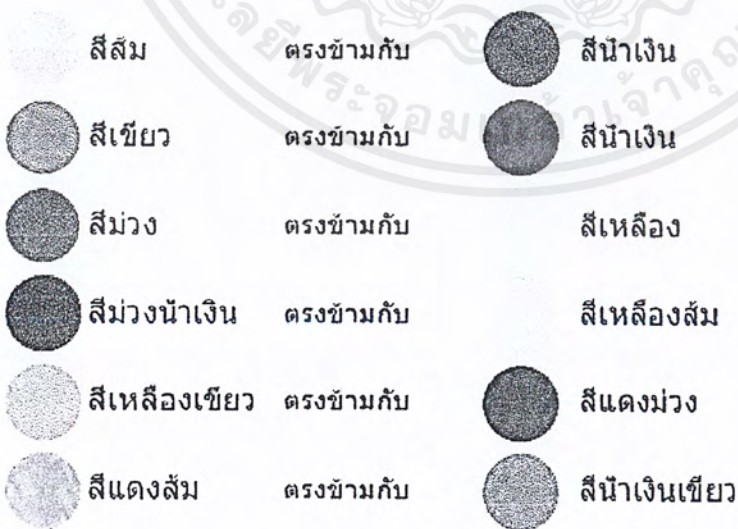 สีส้ม ตรงข้ามกับ สีน้ำเงิน
สีเขียว ตรงข้ามกับ สีน้ำเงิน
สีม่วง ตรงข้ามกับ สีเหลือง
สีม่วงน้ำเงิน ตรงข้ามกับ สีเหลืองส้ม
สีเหลืองเขียว ตรงข้ามกับ สีแดงม่วง
สีแดงส้ม ตรงข้ามกับ สีน้ำเงินเขียว